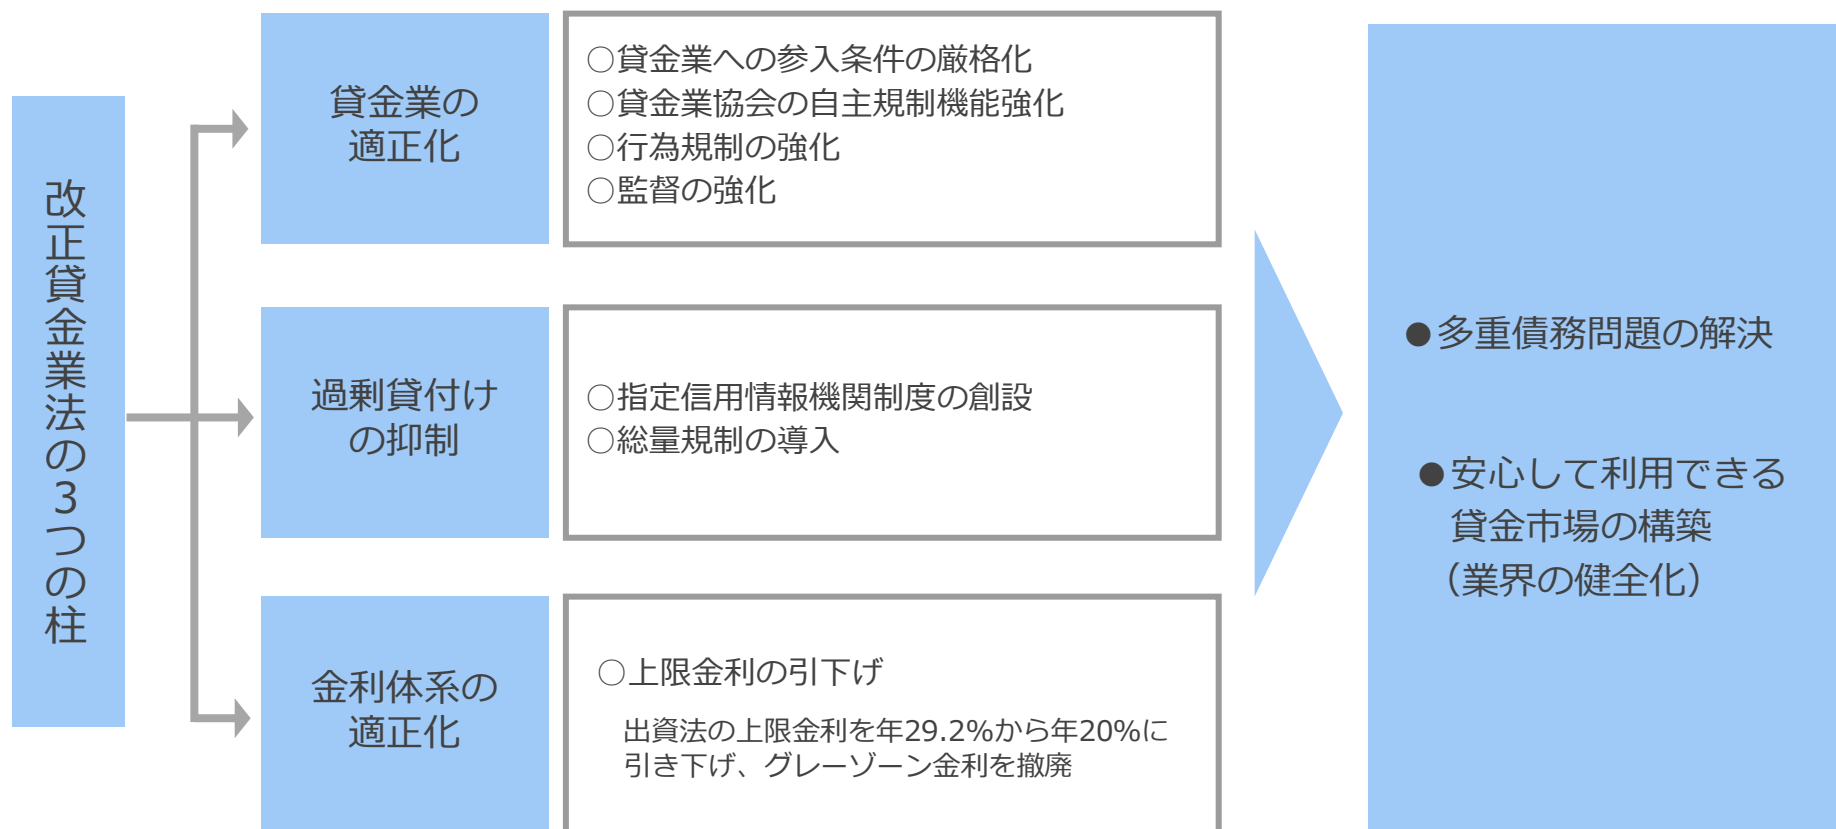 改正貸金業法の3つの柱
貸金業の
適正化
○貸金業への参入条件の厳格化
○貸金業協会の自主規制機能強化
○行為規制の強化
○監督の強化
過剰貸付け
の抑制
○指定信用情報機関制度の創設
○総量規制の導入
金利体系の
適正化
○上限金利の引下げ
出資法の上限金利を年29.2%から年20%に
引き下げ、グレーゾーン金利を撤廃
●多重債務問題の解決
●安心して利用できる
貸金市場の構築
（業界の健全化）